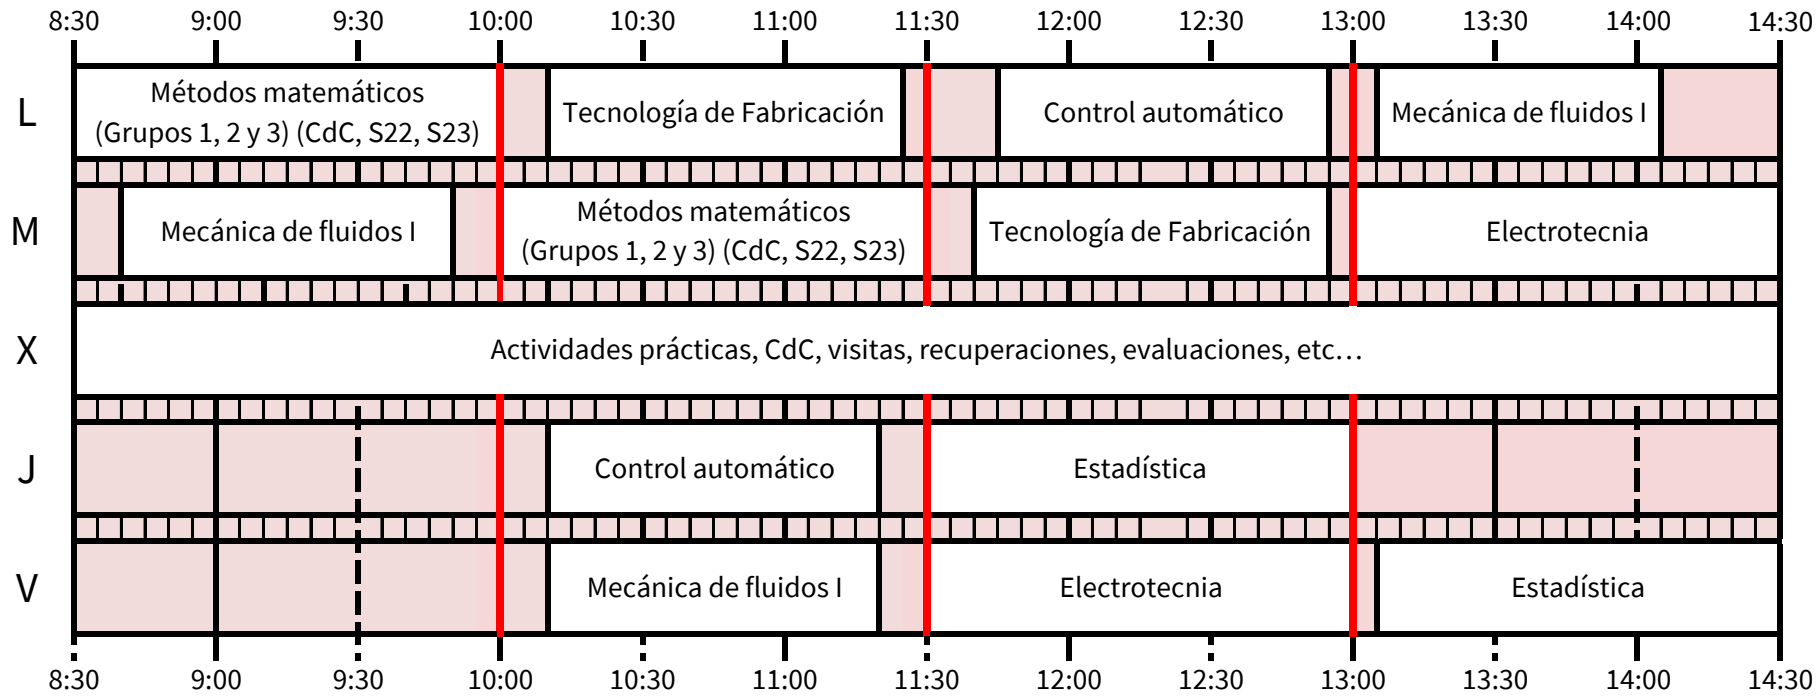 8:30 9:00 9:30 10:00 10:30 11:00 11:30 12:00 12:30 13:00 13:30 14:00 14:30
L
Métodos matemáticos
(Grupos 1, 2 y 3) (CdC, S22, S23)
Tecnología de Fabricación
Control automático
Mecánica de fluidos I
M
Mecánica de fluidos I
Métodos matemáticos
(Grupos 1, 2 y 3) (CdC, S22, S23)
Tecnología de Fabricación
Electrotecnia
X
Actividades prácticas, CdC, visitas, recuperaciones, evaluaciones, etc…
J
Control automático
Estadística
V
Mecánica de fluidos I
Electrotecnia
Estadística
8:30 9:00 9:30 10:00 10:30 11:00 11:30 12:00 12:30 13:00 13:30 14:00 14:30